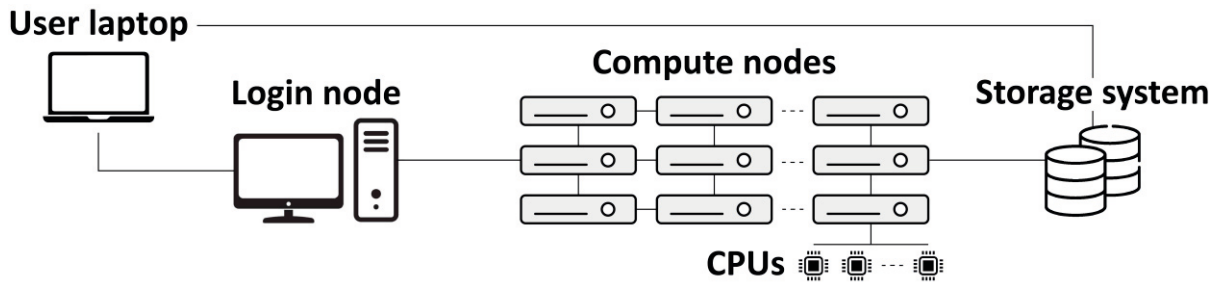 User laptop
Login node
Compute nodes
Storage system
CPUs